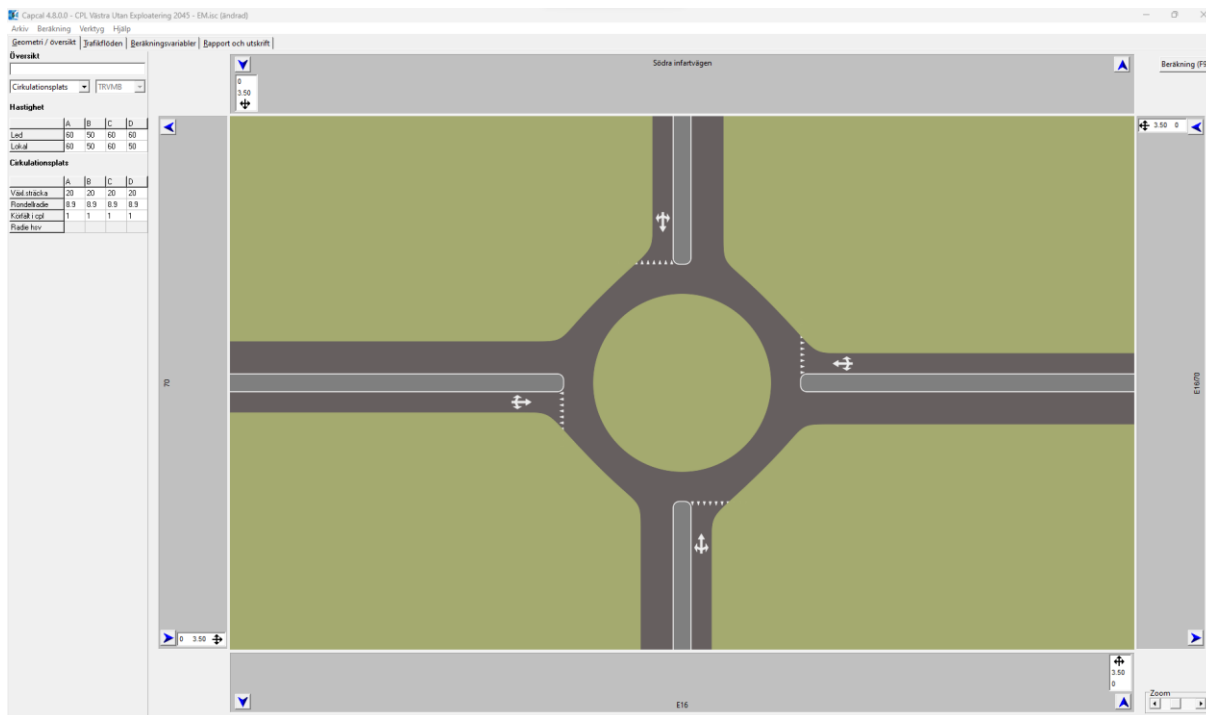 Capcal 4.8.0.0 - CPL Västra Utan Exploatering 2045 - EM.isc (ändrad)
Arkiv Beräkning Verktyg Hjälp
Geometri / översikt Trafikflöden Beräkningsvariabler Rapport och utskrift
Översikt
Cirkulationsplats TRVMB
Hastighet
A B C D
Led 60 50 60 60
Lokal 60 50 60 50
Cirkulationsplats
A B C D
Växl.sträcka 20 20 20 20
Rondellradie 8.9 8.9 8.9 8.9
Körfält i cpl 1 1 1 1
Radie hsv
0
3.50
Södra infartvägen
Beräkning (F9
3.50 0
70
E16/70
0 3.50
3.50
0
E16
Zoom